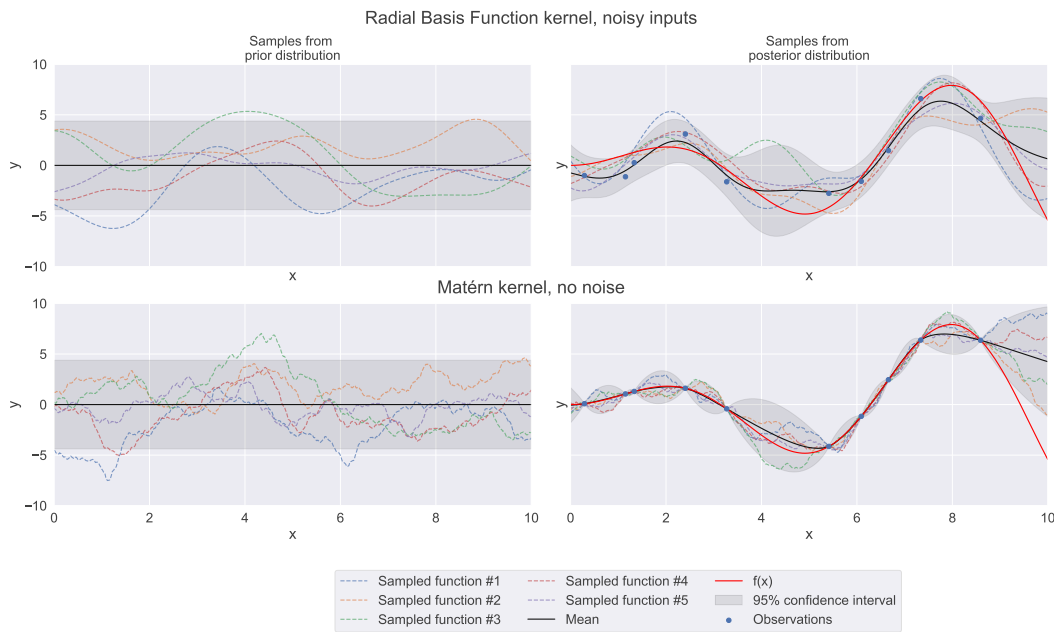 Radial Basis Function kernel, noisy inputs
Samples from
prior distribution
Samples from
posterior distribution
10
5
0
−5
−10
y
x
y
x
Matérn kernel, no noise
10
5
0
−5
−10
y
0 2 4 6 8 10
x
y
0 2 4 6 8 10
x
Sampled function #1
Sampled function #2
Sampled function #3
Sampled function #4
Sampled function #5
Mean
f(x)
95% confidence interval
Observations